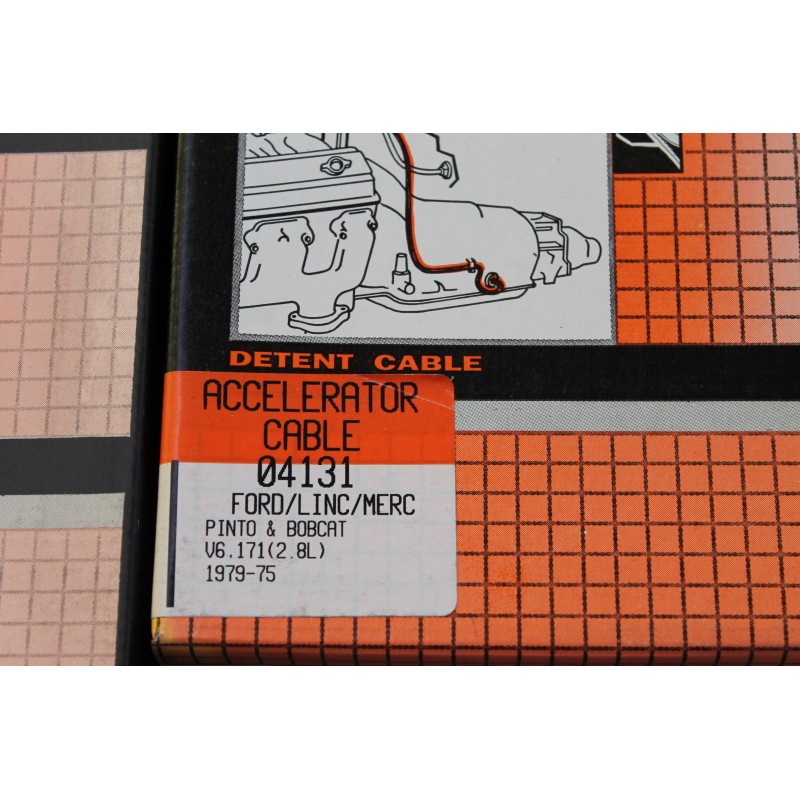 DETENT CABLE
ACCELERATOR
CABLE
04131
FORD/LINC/MERC
PINTO & BOBCAT
V6.171(2.8L)
1979-75